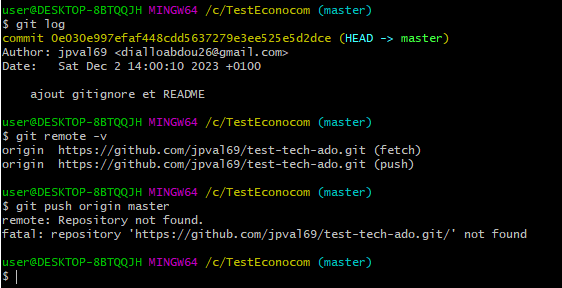 user@DESKTOP-8BTQQJH MINGW64 /c/TestEconocom (master)
$ git log
commit 0e030e997efaf448cdd5637279e3ee525e5d2dce (HEAD -> master)
Author: jpval69 <dialloabdou26@gmail.com>
Date:   Sat Dec 2 14:00:10 2023 +0100
    ajout gitignore et README
user@DESKTOP-8BTQQJH MINGW64 /c/TestEconocom (master)
$ git remote -v
origin  https://github.com/jpval69/test-tech-ado.git (fetch)
origin  https://github.com/jpval69/test-tech-ado.git (push)
user@DESKTOP-8BTQQJH MINGW64 /c/TestEconocom (master)
$ git push origin master
remote: Repository not found.
fatal: repository 'https://github.com/jpval69/test-tech-ado.git/' not found
user@DESKTOP-8BTQQJH MINGW64 /c/TestEconocom (master)
$